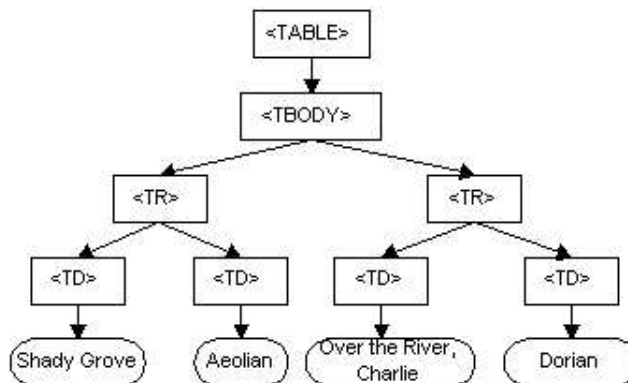 <TABLE>
<TBODY>
<TR>
<TR>
<TD>
<TD>
<TD>
<TD>
Shady Grove
Aeolian
Over the River,
Charlie
Dorian